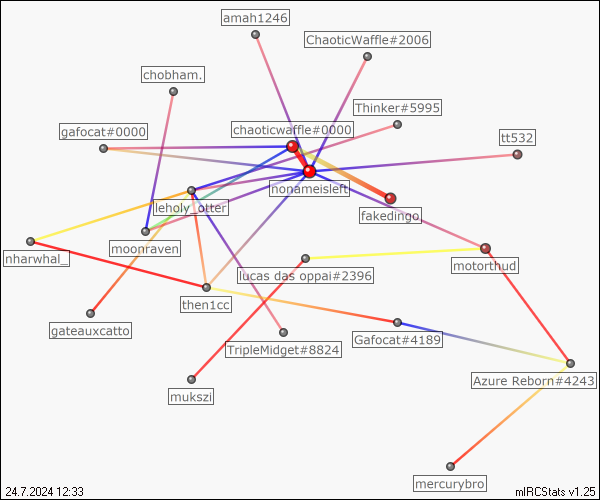 amah1246
ChaoticWaffle#2006
chobham.
Thinker#5995
gafocat#0000
chaoticwaffle#0000
tt532
nonameisleft
leholy_otter
fakedingo
moonraven
nharwhal_
lucas das oppai#2396
motorthud
then1cc
gateauxcatto
Gafocat#4189
TripleMidget#8824
Azure Reborn#4243
mukszi
mercurybro
24.7.2024 12:33
mIRCStats v1.25